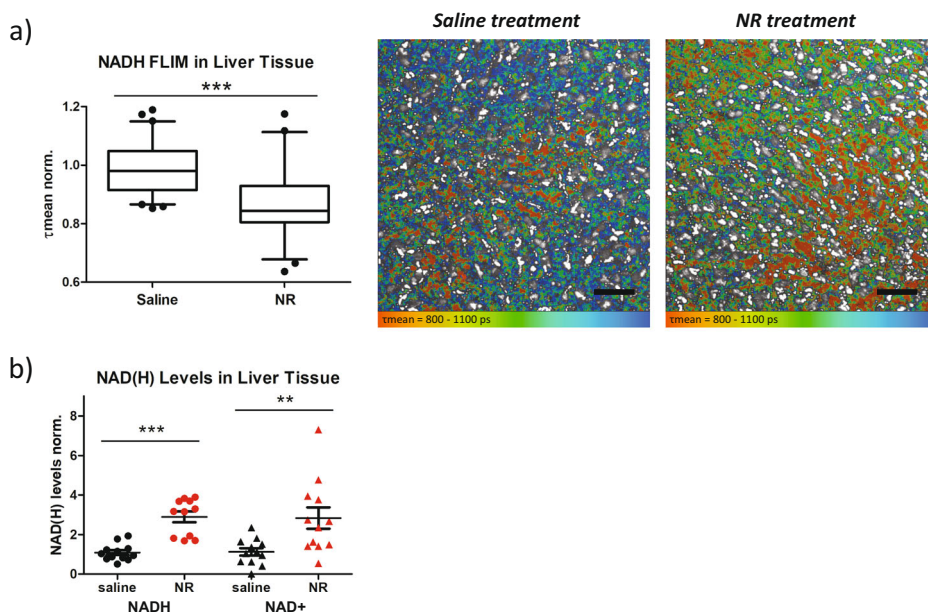 a)
Saline treatment
NR treatment
NADH FLIM in Liver Tissue
***
τmean norm.
1.2
1.0
0.8
0.6
Saline
NR
τmean = 800 - 1100 ps
τmean = 800 - 1100 ps
b)
NAD(H) Levels in Liver Tissue
***
**
NAD(H) levels norm.
8
6
4
2
0
saline
NR
saline
NR
NADH
NAD+